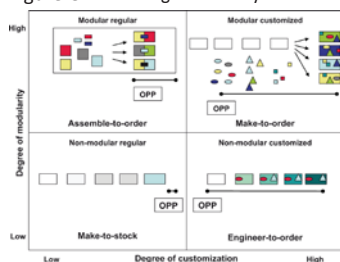 High
Modular regular
Modular customized
OPP
OPP
Assemble-to-order
Make-to-order
Degree of modularity
Non-modular regular
Non-modular customized
OPP
OPP
Make-to-stock
Engineer-to-order
Low
Low
Degree of customization
High